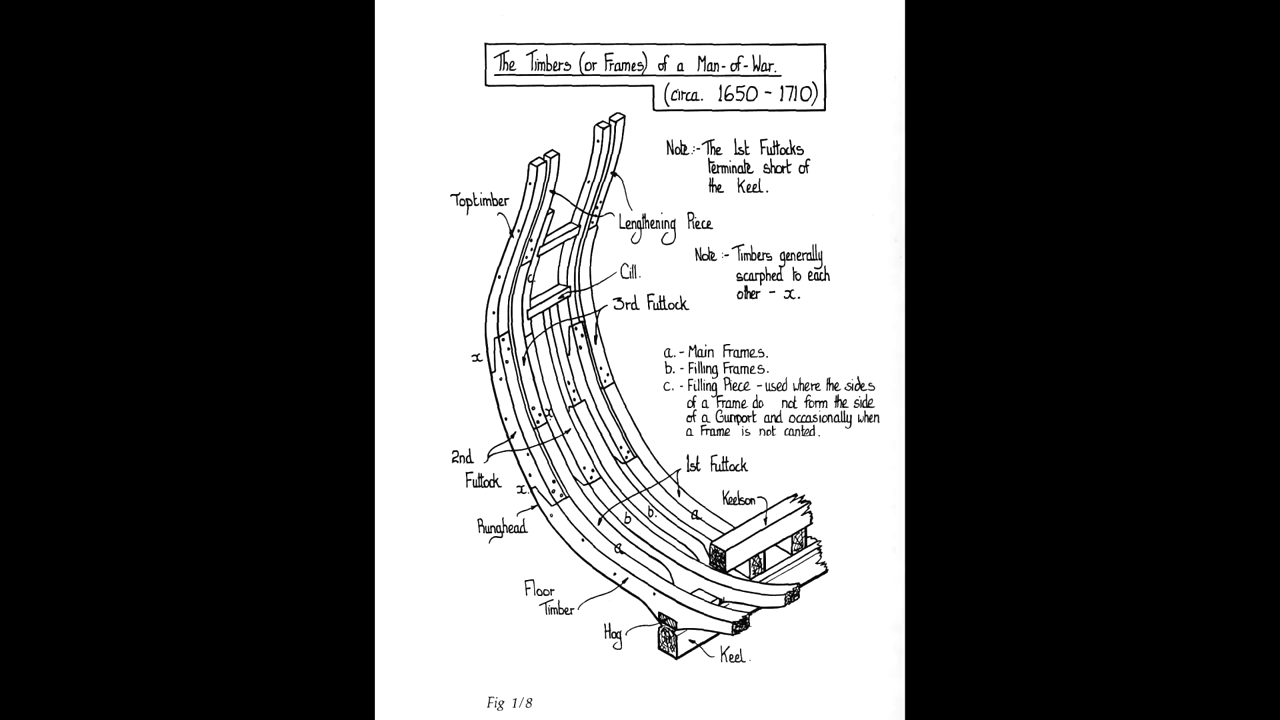 The Timbers (or Frames) of a Man-of-War.
(circa. 1650 - 1710)
Note:- The 1st Futtocks
terminate short of
the Keel.
Toptimber
Lengthening Piece
Note :- Timbers generally
scarphed to each
other - x.
Cill.
c
3rd Futtock
x
a. - Main Frames.
b. - Filling Frames.
c. - Filling Piece - used where the sides
of a Frame do not form the side
of a Gunport and occasionally when
a Frame is not canted.
x
2nd
Futtock
1st Futtock
x.
Keelson
Runghead
b
b.
a
a
Floor
Timber
Hog
Keel.
Fig 1/8